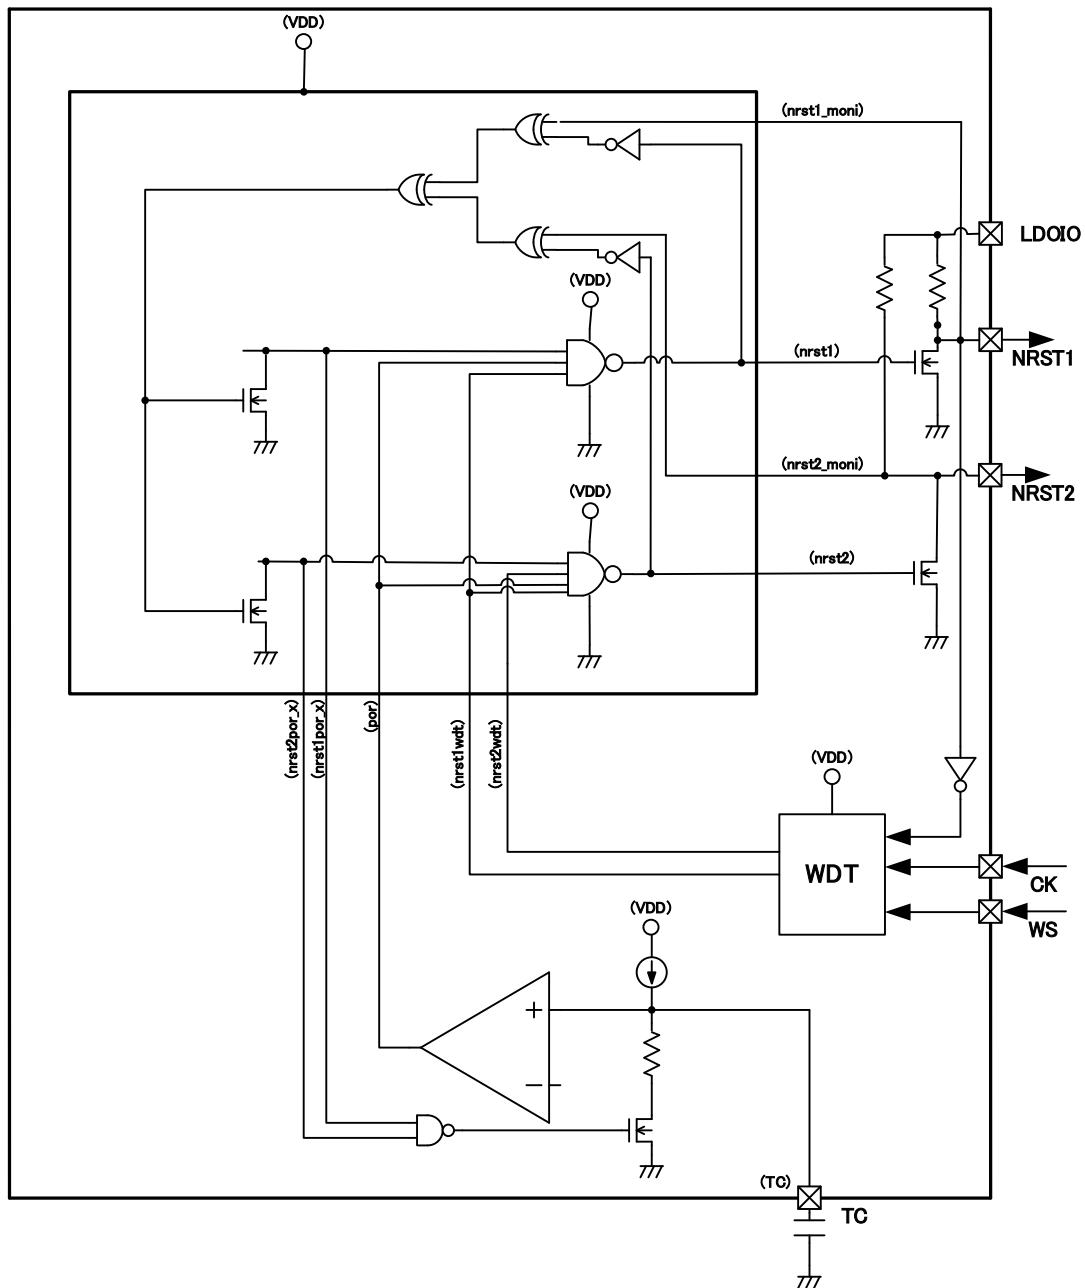 (VDD)
(nrst1_moni)
LDOIO
(VDD)
(nrst1)
NRST1
(nrst2_moni)
NRST2
(VDD)
(nrst2)
(nrst2por_x)
(nrst1por_x)
(por)
(nrst1wdt)
(nrst2wdt)
(VDD)
WDT
CK
WS
(VDD)
+
−
(TC)
TC